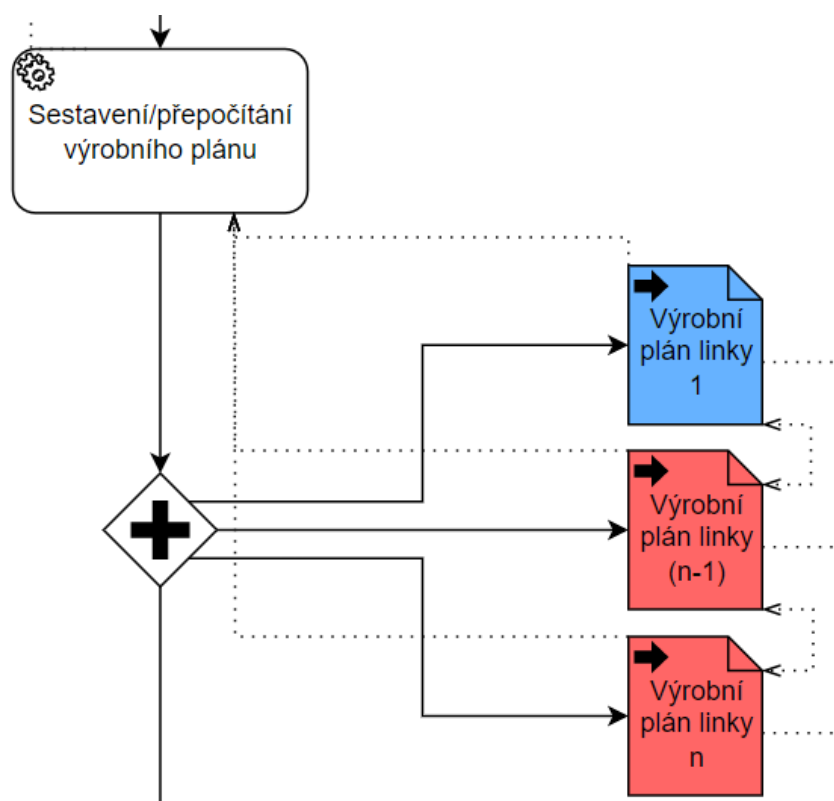 Sestavení/přepočítání
výrobního plánu
Výrobní
plán linky
1
Výrobní
plán linky
(n-1)
Výrobní
plán linky
n